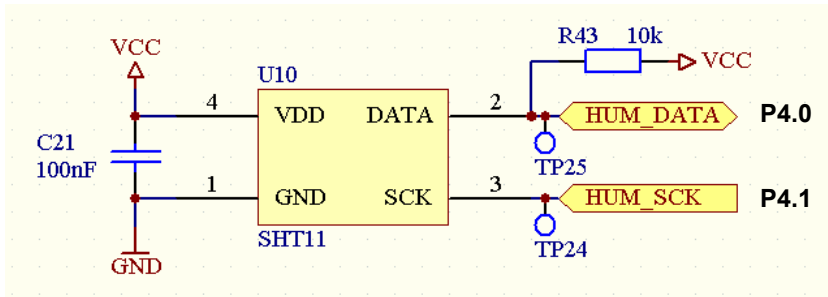 R43 10k
VCC
VCC
U10
4 VDD DATA 2 HUM_DATA P4.0
C21
100nF
TP25
1 GND SCK 3 HUM_SCK P4.1
SHT11
TP24
GND